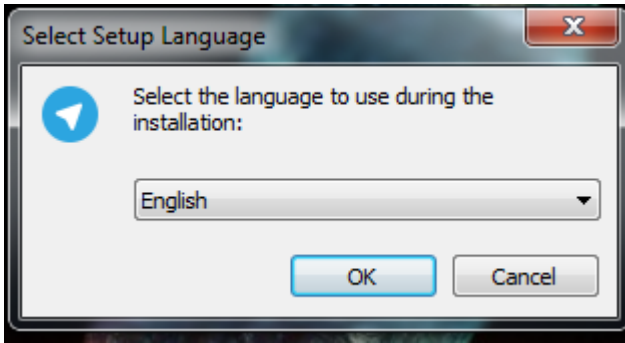 Select Setup Language
Select the language to use during the
installation:
English
OK
Cancel